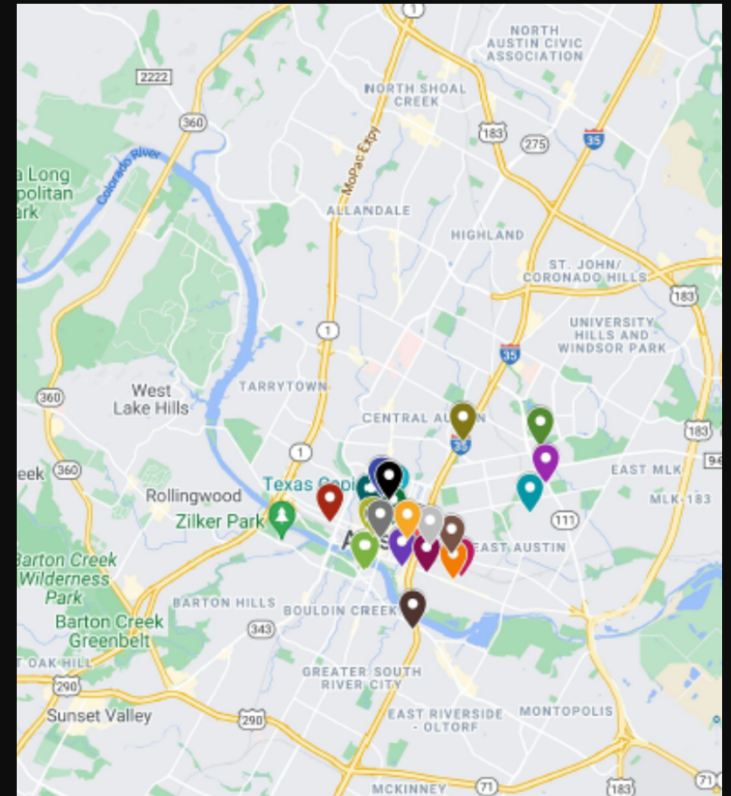 1
NORTH
AUSTIN CIVIC
ASSOCIATION
2222
NORTH SHOAL
CREEK
360
183
275
35
MoPac Expy
Colorado River
a Long
politan
ark
ALLANDALE
HIGHLAND
ST. JOHN/
CORONADO HILLS
183
1
UNIVERSITY
HILLS AND
WINDSOR PARK
35
West
Lake Hills
TARRYTOWN
360
CENTRAL
183
35
1
eek
360
EAST MLK
Texas
Rollingwood
MLK-183
Zilker Park
111
EAST AUSTIN
Barton Creek
Wilderness
Park
BARTON HILLS
BOULDIN CREEK
Barton Creek
Greenbelt
343
T OAK HILL
GREATER SOUTH
RIVER CITY
290
Sunset Valley
290
EAST RIVERSIDE
- OLTORF
MONTOPOLIS
MCKINNEY
71
183
71